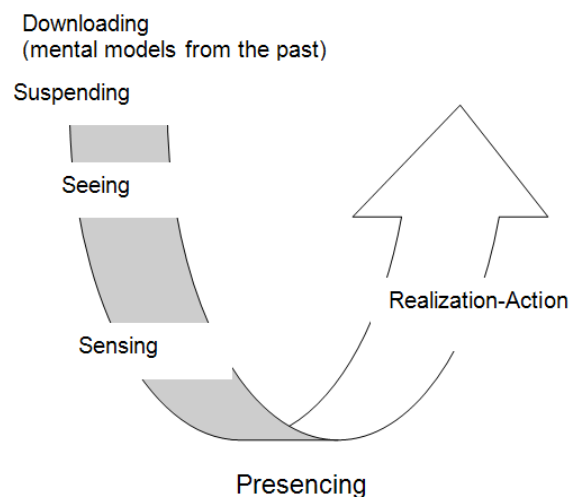 Downloading
(mental models from the past)
Suspending
Seeing
Sensing
Realization-Action
Presencing